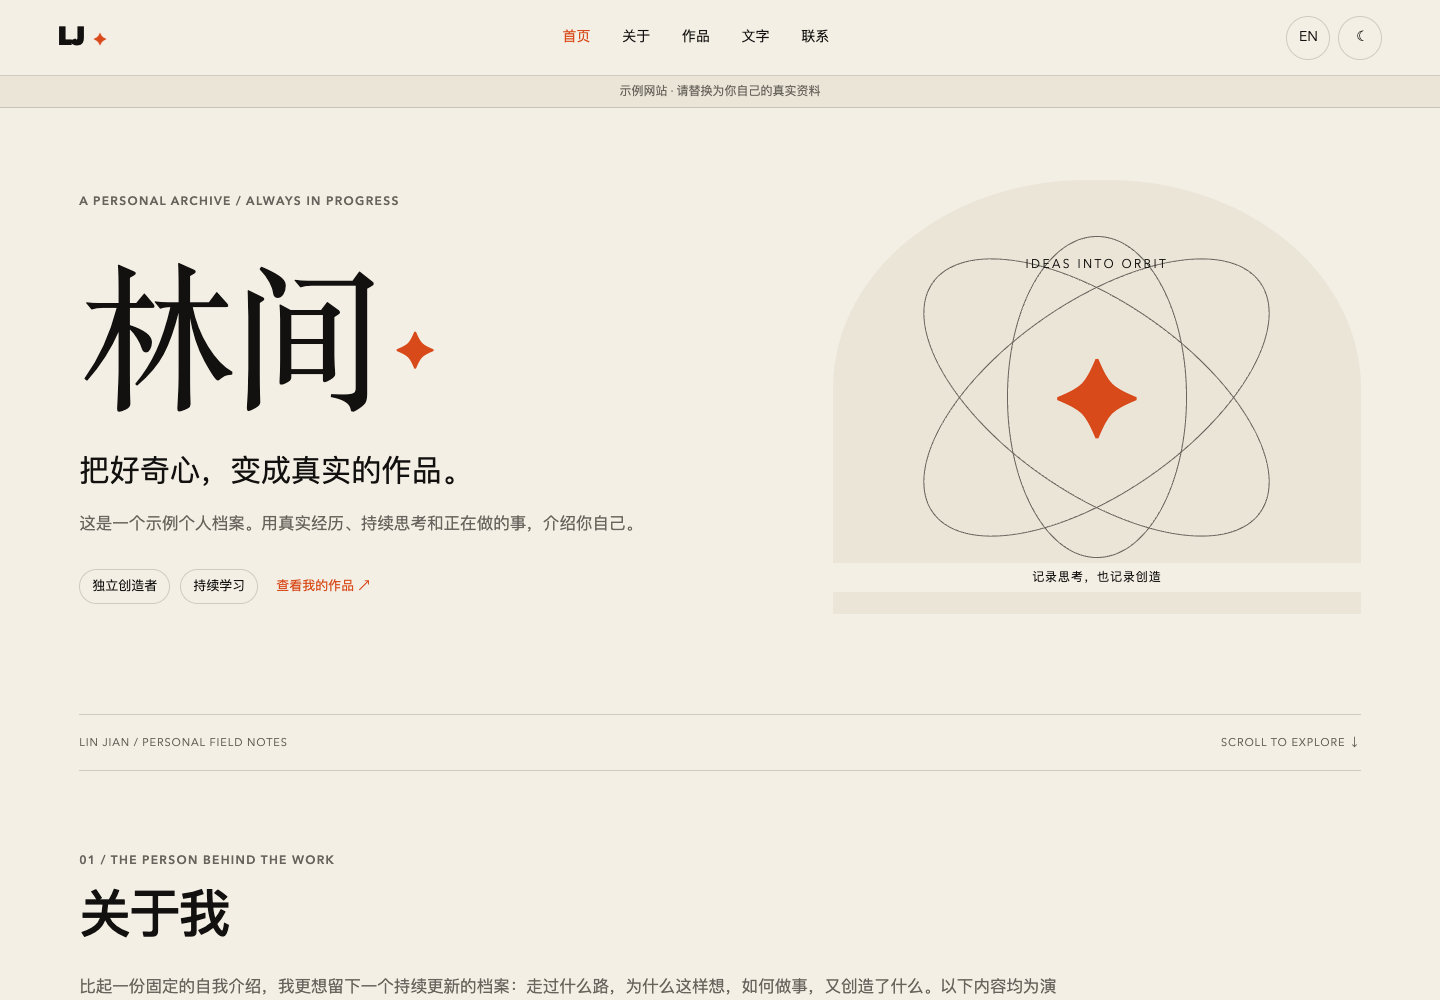 LJ
首页 关于 作品 文字 联系
EN
示例网站 · 请替换为你自己的真实资料
A PERSONAL ARCHIVE / ALWAYS IN PROGRESS
林间
把好奇心，变成真实的作品。
这是一个示例个人档案。用真实经历、持续思考和正在做的事，介绍你自己。
独立创造者 持续学习 查看我的作品 ↗
IDEAS INTO ORBIT
记录思考，也记录创造
LIN JIAN / PERSONAL FIELD NOTES
SCROLL TO EXPLORE ↓
01 / THE PERSON BEHIND THE WORK
关于我
比起一份固定的自我介绍，我更想留下一个持续更新的档案：走过什么路，为什么这样想，如何做事，又创造了什么。以下内容均为演